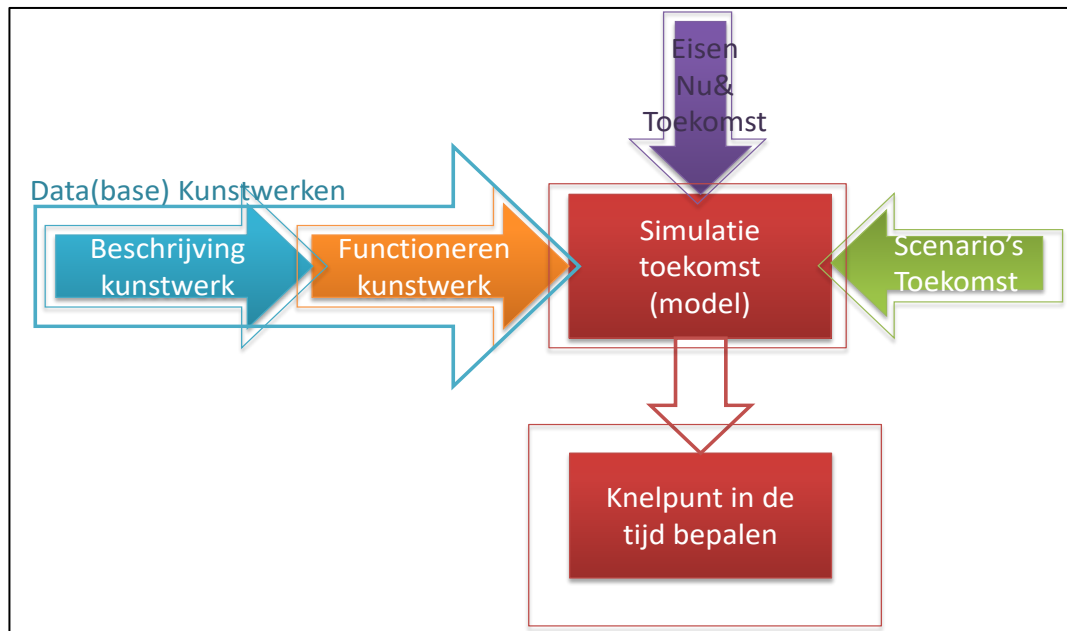 Eisen
Nu&
Toekomst
Data(base) Kunstwerken
Beschrijving
kunstwerk
Functioneren
kunstwerk
Simulatie
toekomst
(model)
Scenario's
Toekomst
Knelpunt in de
tijd bepalen